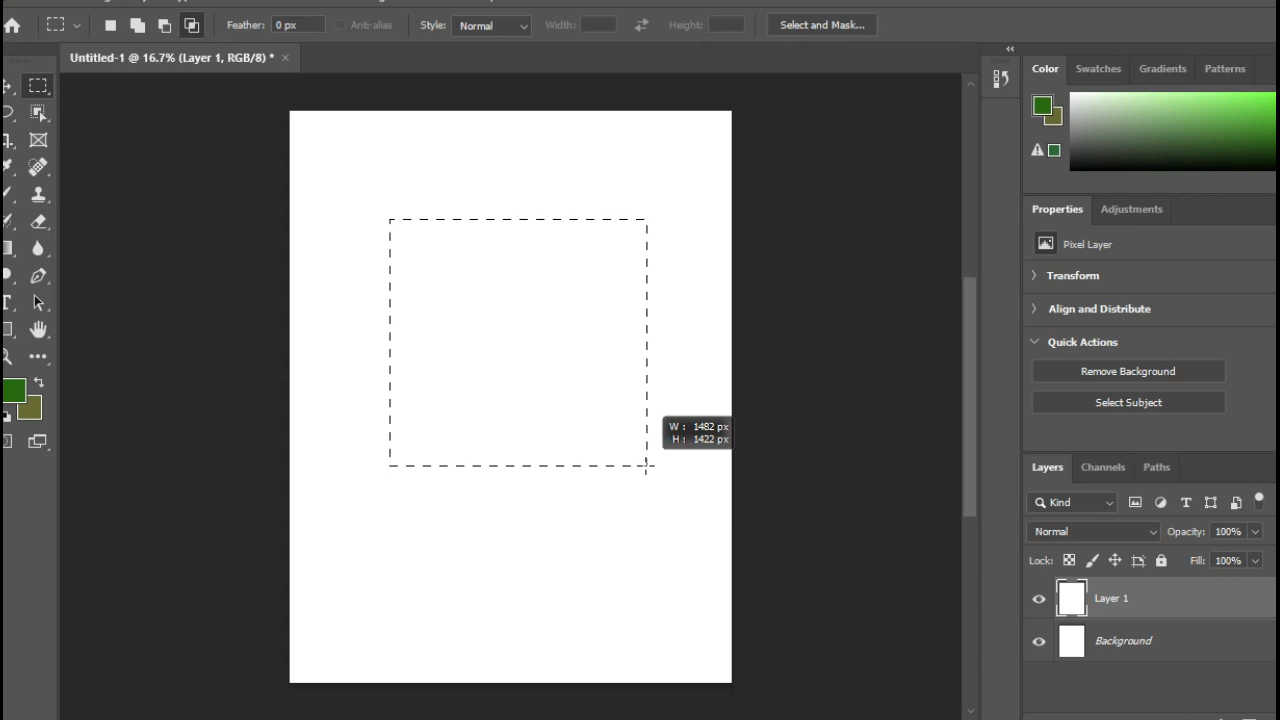 Feather: 0 px Anti-alias Style: Normal Width: Height: Select and Mask...
Untitled-1 @ 16.7% (Layer 1, RGB/8) * ×
Color Swatches Gradients Patterns
Properties Adjustments
Pixel Layer
Transform
Align and Distribute
Quick Actions
Remove Background
Select Subject
W : 1482 px
H : 1422 px
Layers Channels Paths
Kind
Normal Opacity: 100%
Lock: Fill: 100%
Layer 1
Background